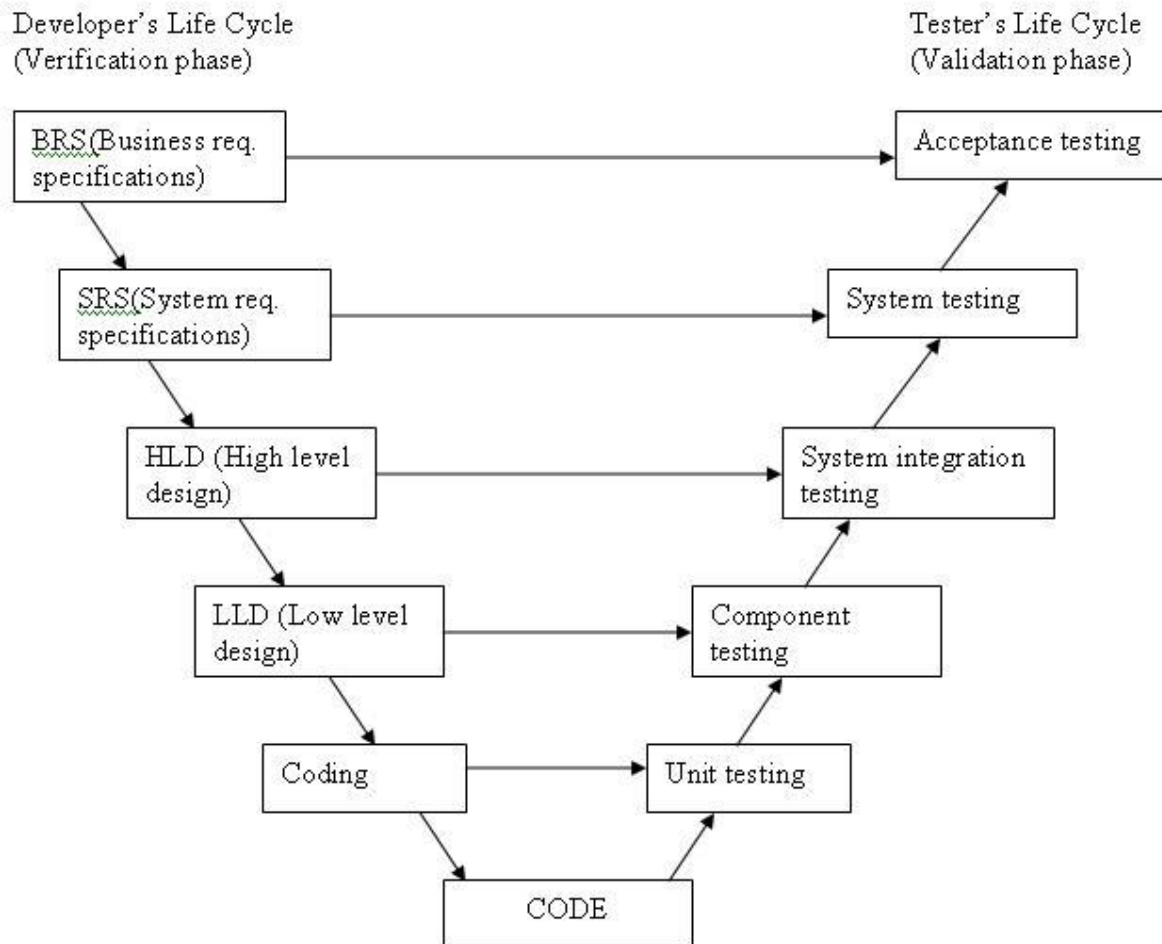 Developer's Life Cycle
(Verification phase)
Tester's Life Cycle
(Validation phase)
BRS(Business req.
specifications)
Acceptance testing
SRS(System req.
specifications)
System testing
HLD (High level
design)
System integration
testing
LLD (Low level
design)
Component
testing
Coding
Unit testing
CODE